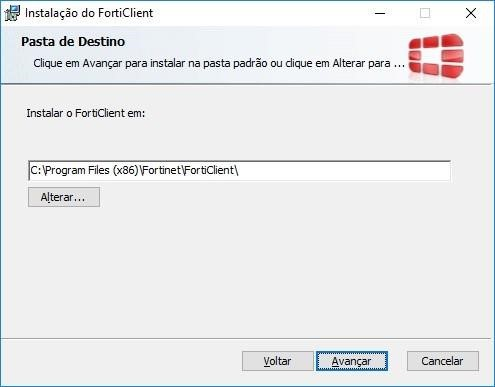 Instalação do FortiClient
Pasta de Destino
Clique em Avançar para instalar na pasta padrão ou clique em Alterar para ...
Instalar o FortiClient em:
C:\Program Files (x86)\Fortinet\FortiClient\
Alterar...
Voltar
Avançar
Cancelar